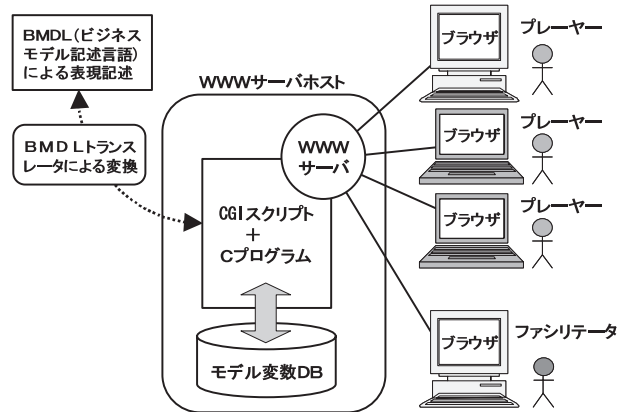 BMDL(ビジネス
モデル記述言語)
による表現記述
BMDLトランス
レータによる変換
WWWサーバホスト
WWW
サーバ
CGIスクリプト
+
Cプログラム
モデル変数DB
ブラウザ
プレーヤー
ブラウザ
プレーヤー
ブラウザ
プレーヤー
ブラウザ
ファシリテータ